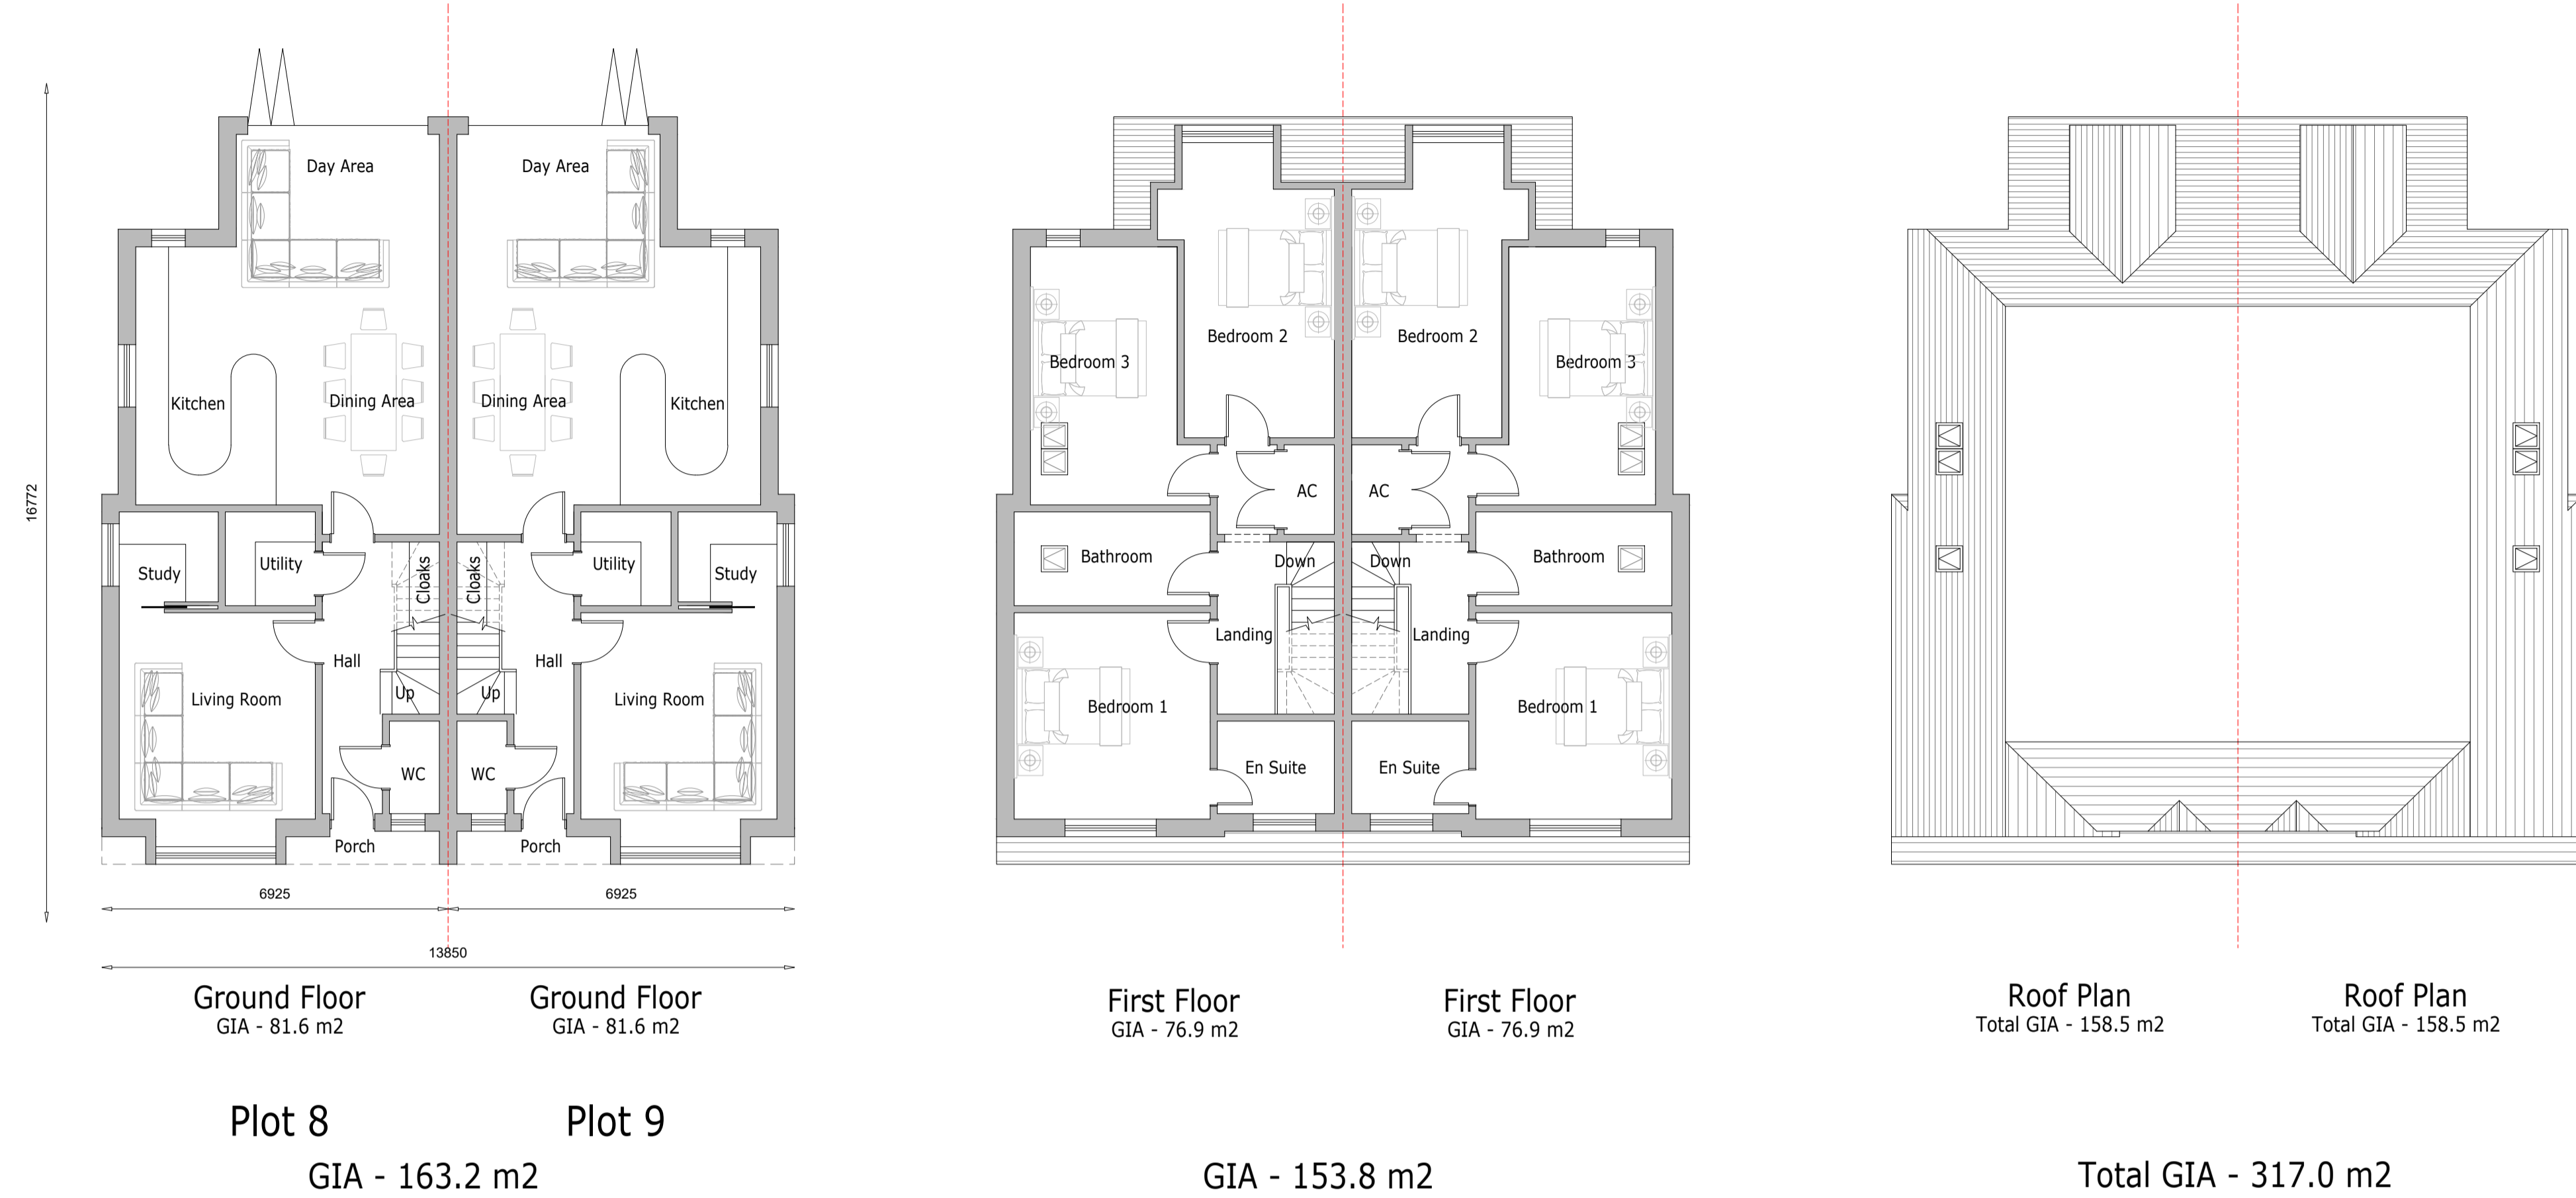 Day Area
Day Area
Kitchen
Dining Area
Dining Area
Kitchen
16772
Study
Utility
Cloaks
Cloaks
Utility
Study
Hall
Hall
Living Room
Up
Up
Living Room
WC
WC
Porch
Porch
6925
6925
13850
Ground Floor
GIA - 81.6 m2
Ground Floor
GIA - 81.6 m2
Plot 8
Plot 9
GIA - 163.2 m2
Bedroom 2
Bedroom 2
Bedroom 3
Bedroom 3
AC
AC
Bathroom
Down
Down
Bathroom
Landing
Landing
Bedroom 1
Bedroom 1
En Suite
En Suite
First Floor
GIA - 76.9 m2
First Floor
GIA - 76.9 m2
GIA - 153.8 m2
Roof Plan
Total GIA - 158.5 m2
Roof Plan
Total GIA - 158.5 m2
Total GIA - 317.0 m2